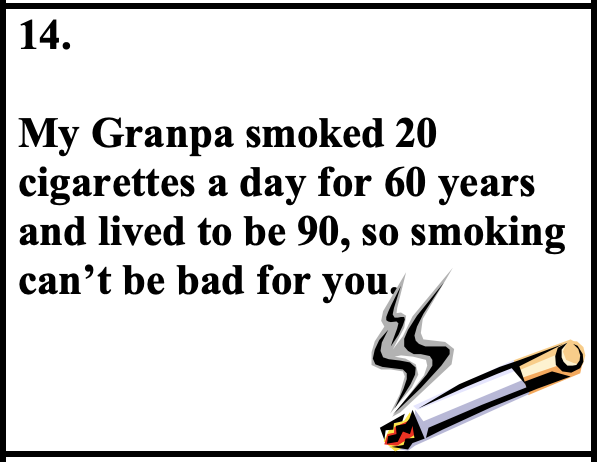 14.
My Granpa smoked 20
cigarettes a day for 60 years
and lived to be 90, so smoking
can’t be bad for you.